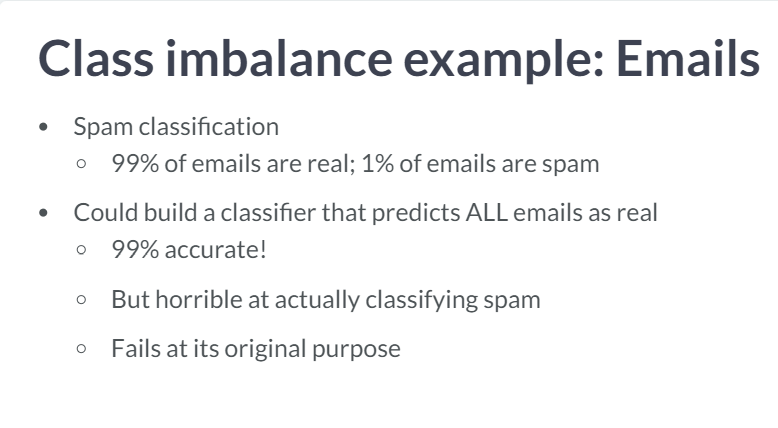 Class imbalance example: Emails
• Spam classification
○ 99% of emails are real; 1% of emails are spam
• Could build a classifier that predicts ALL emails as real
○ 99% accurate!
○ But horrible at actually classifying spam
○ Fails at its original purpose